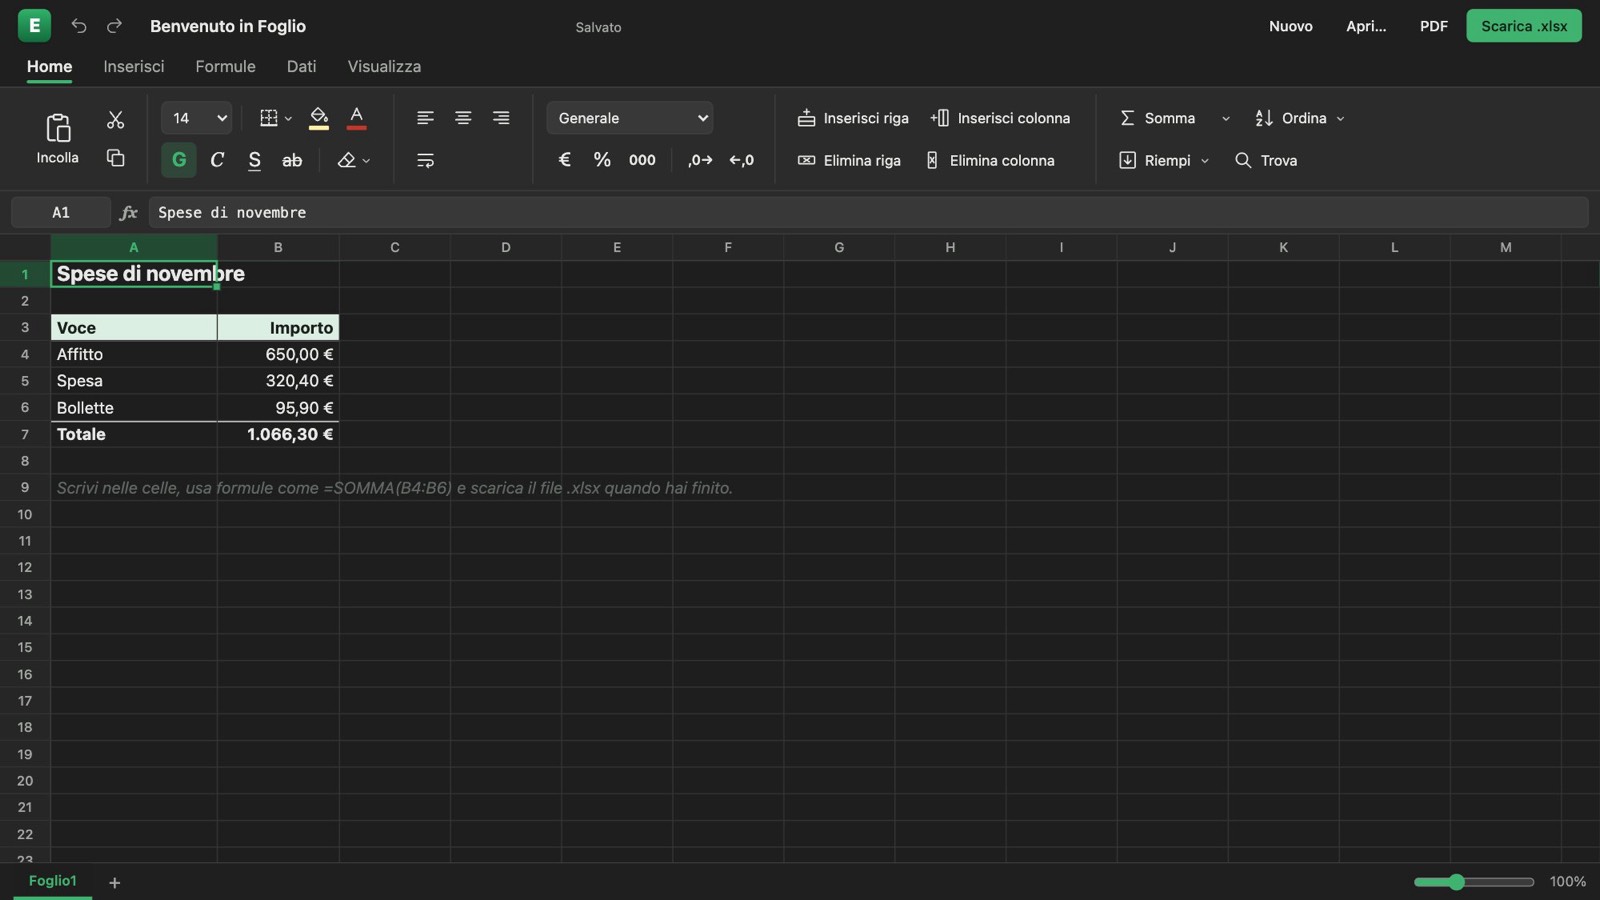 E Benvenuto in Foglio Salvato Nuovo Apri... PDF Scarica .xlsx
Home Inserisci Formule Dati Visualizza
Incolla
14
G C S ab
A
Generale
€ % 000 ,0→ ←,0
Inserisci riga Inserisci colonna
Elimina riga Elimina colonna
Σ Somma Ordina
Riempi Trova
A1 fx Spese di novembre
A B C D E F G H I J K L M
1 Spese di novembre
2
3 Voce Importo
4 Affitto 650,00 €
5 Spesa 320,40 €
6 Bollette 95,90 €
7 Totale 1.066,30 €
8
9 Scrivi nelle celle, usa formule come =SOMMA(B4:B6) e scarica il file .xlsx quando hai finito.
10
11
12
13
14
15
16
17
18
19
20
21
22
23
Foglio1 + 100%